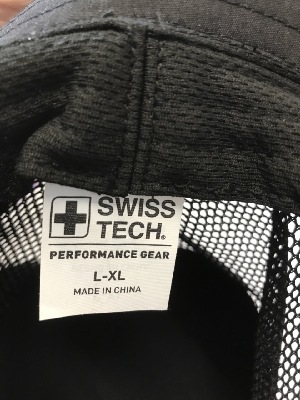 SWISS
TECH®
PERFORMANCE GEAR
L-XL
MADE IN CHINA